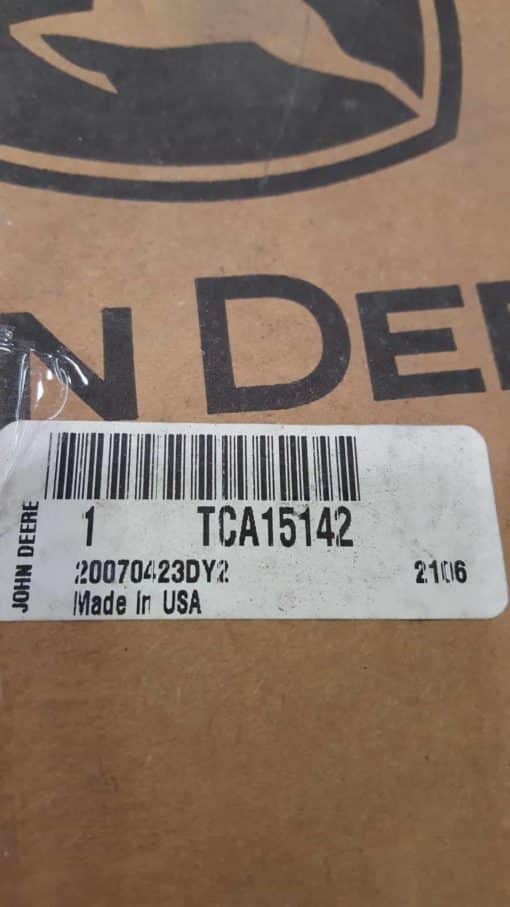 N DEE
JOHN DEERE
1 TCA15142
20070423DY2 2106
Made in USA